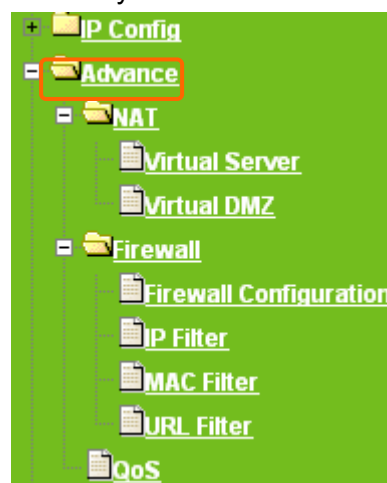 IP Config
Advance
NAT
Virtual Server
Virtual DMZ
Firewall
Firewall Configuration
IP Filter
MAC Filter
URL Filter
QoS